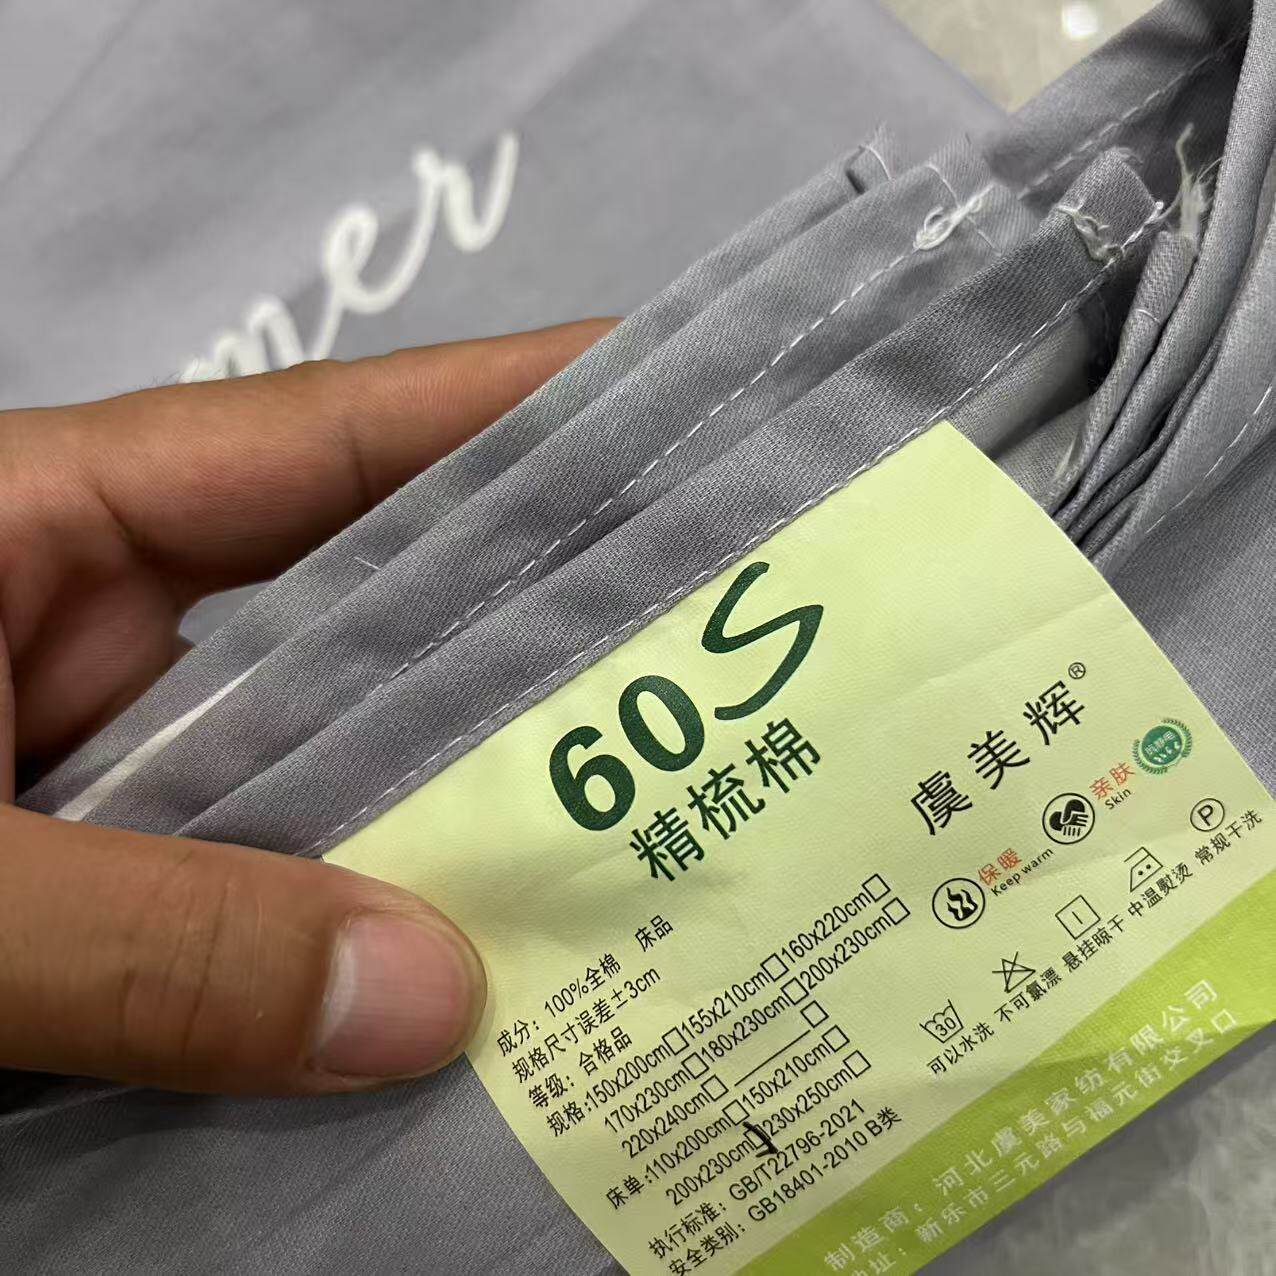 mer
60S
精梳棉
虞美辉®
保暖
Keep warm
亲肤
Skin
成分：100%全棉 床品
规格尺寸误差±3cm
等级：合格品
规格：150x200cm□155x210cm□160x220cm□
170x230cm□180x230cm□200x230cm□
220x240cm□ ________□
床单：110x200cm□150x210cm□
200x230cm□230x250cm□
执行标准：GB/T22796-2021
安全类别：GB18401-2010 B类
30
P
可以水洗 不可氯漂 悬挂晾干 中温熨烫 常规干洗
制造商：河北虞美家纺有限公司
地址：新乐市三元路与福元街交叉口